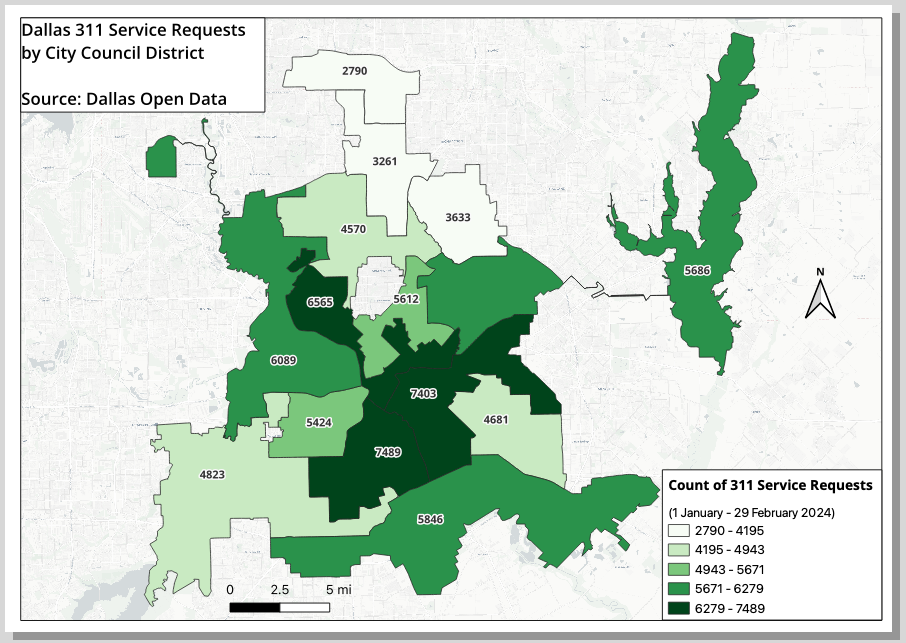 Dallas 311 Service Requests
by City Council District
Source: Dallas Open Data
2790
3261
3633
4570
5686
6565
5612
6089
7403
5424
4681
7489
4823
5846
N
0 2.5 5 mi
Count of 311 Service Requests
(1 January - 29 February 2024)
2790 - 4195
4195 - 4943
4943 - 5671
5671 - 6279
6279 - 7489